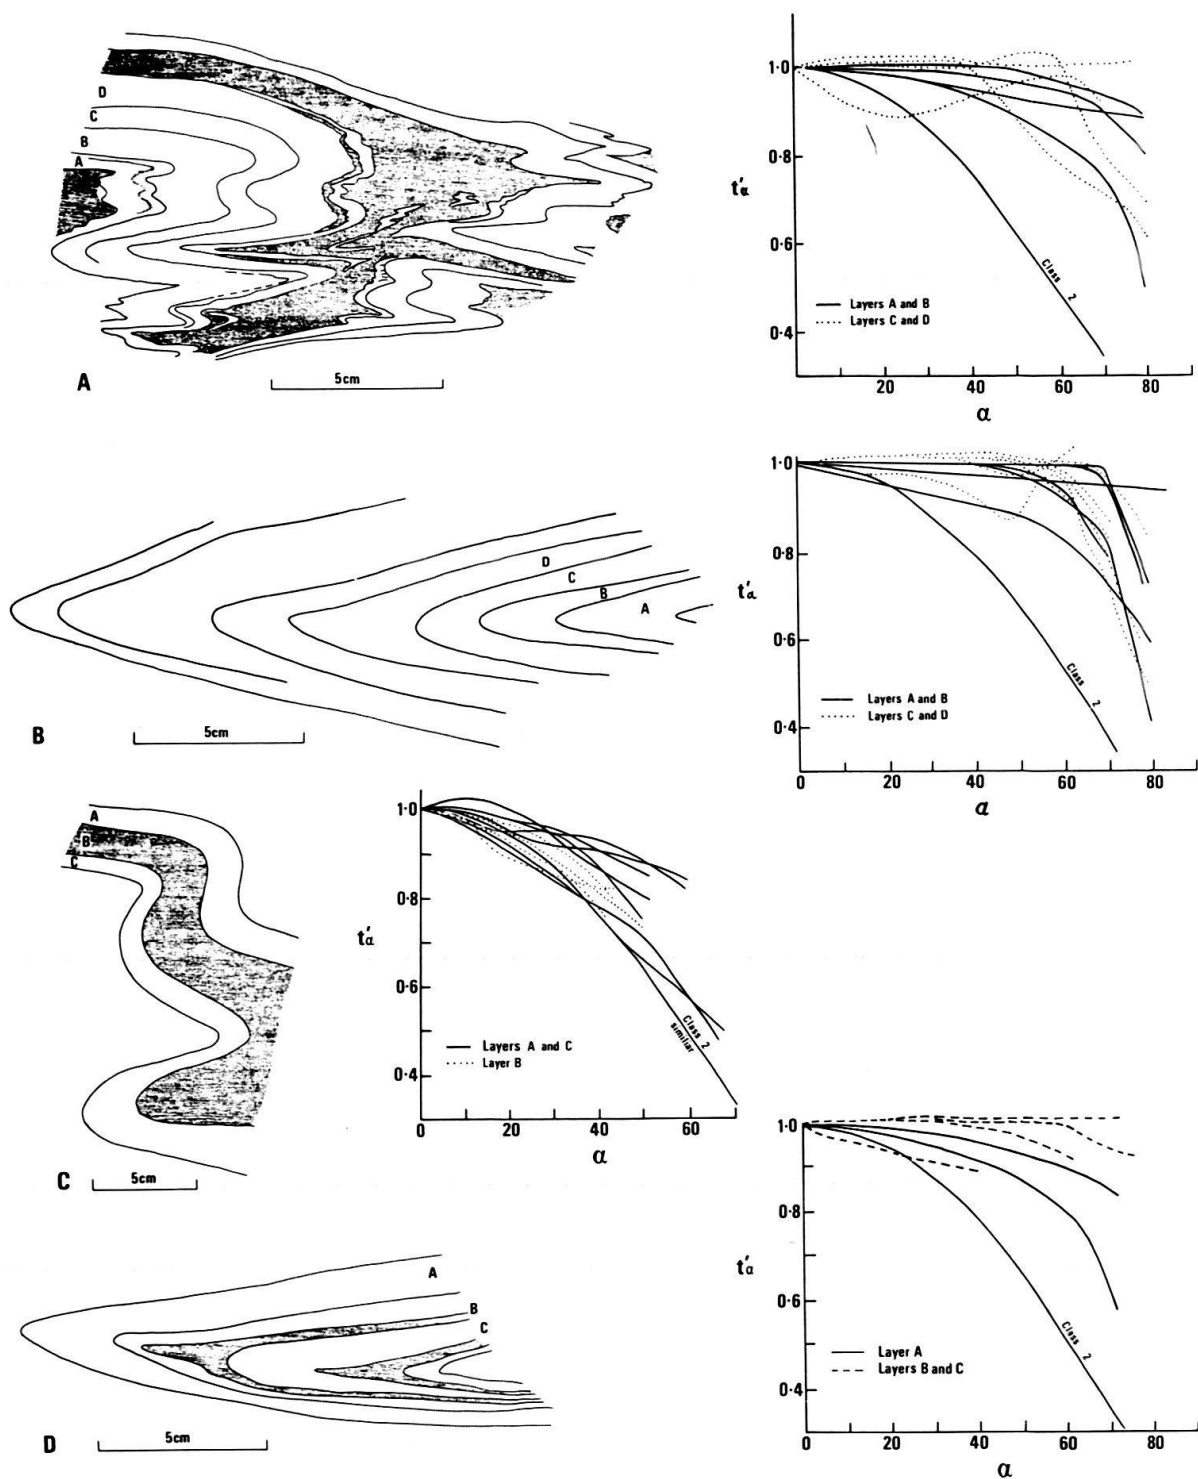 D
C
B
A
5cm
A
1·0
0·8
t'α
0·6
0·4
Class 2
Layers A and B
Layers C and D
20 40 60 80
α
D
C
B
A
5cm
B
1·0
0·8
t'α
0·6
0·4
Class 2
Layers A and B
Layers C and D
0 20 40 60 80
α
A
B
C
5cm
C
1·0
0·8
t'α
0·6
0·4
Class 2
similiar
Layers A and C
Layer B
0 20 40 60
α
A
B
C
5cm
D
1·0
0·8
t'α
0·6
0·4
Class 2
Layer A
Layers B and C
0 20 40 60 80
α